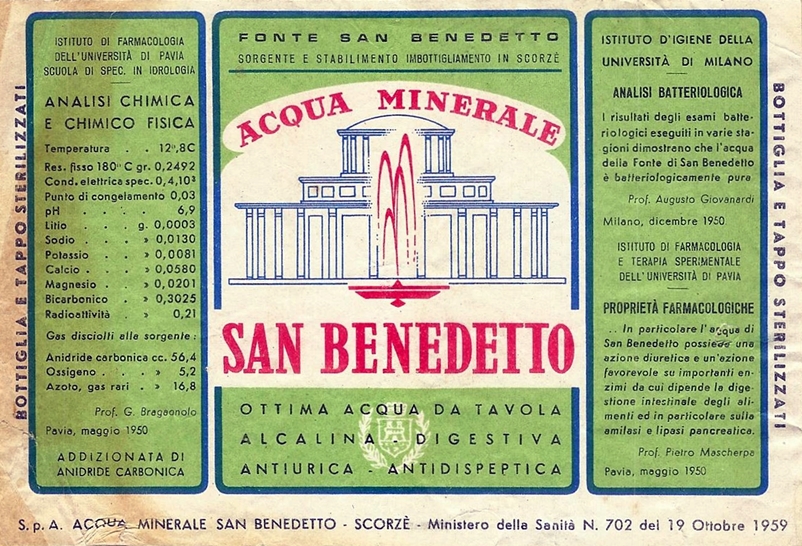 BOTTIGLIA E TAPPO STERILIZZATI
ISTITUTO DI FARMACOLOGIA
DELL'UNIVERSITÀ DI PAVIA
SCUOLA DI SPEC. IN IDROLOGIA
ANALISI CHIMICA
E CHIMICO FISICA
Temperatura . . 12°,8C
Res. fisso 180° C gr. 0,2492
Cond. elettrica spec. 0,4,10³
Punto di congelamento 0,03
pH . . . 6,9
Litio . . g. 0,0003
Sodio . . . » 0,0130
Potassio . . » 0,0081
Calcio . . . » 0,0580
Magnesio . . » 0,0201
Bicarbonico . » 0,3025
Radioattività » 0,21
Gas disciolti alla sorgente:
Anidride carbonica cc. 56,4
Ossigeno . . » 5,2
Azoto, gas rari . » 16,8
Prof. G. Bragagnolo
Pavia, maggio 1950
ADDIZIONATA DI
ANIDRIDE CARBONICA
FONTE SAN BENEDETTO
SORGENTE E STABILIMENTO IMBOTTIGLIAMENTO IN SCORZÈ
ACQUA MINERALE
SAN BENEDETTO
OTTIMA ACQUA DA TAVOLA
ALCALINA - DIGESTIVA
ANTIURICA - ANTIDISPEPTICA
ISTITUTO D'IGIENE DELLA
UNIVERSITÀ DI MILANO
ANALISI BATTERIOLOGICA
I risultati degli esami batte-
riologici eseguiti in varie sta-
gioni dimostrano che l'acqua
della Fonte di San Benedetto
è batteriologicamente pura
Prof. Augusto Giovanardi
Milano, dicembre 1950
ISTITUTO DI FARMACOLOGIA
E TERAPIA SPERIMENTALE
DELL'UNIVERSITÀ DI PAVIA
PROPRIETÀ FARMACOLOGICHE
... In particolare l'acqua di
San Benedetto possiede una
azione diuretica e un'azione
favorevole su importanti en-
zimi da cui dipende la dige-
stione intestinale degli ali-
menti ed in particolare sulla
amilasi e lipasi pancreatica.
Prof. Pietro Mascherpa
Pavia, maggio 1950
BOTTIGLIA E TAPPO STERILIZZATI
S.p.A. ACQUA MINERALE SAN BENEDETTO - SCORZÈ - Ministero della Sanità N. 702 del 19 Ottobre 1959